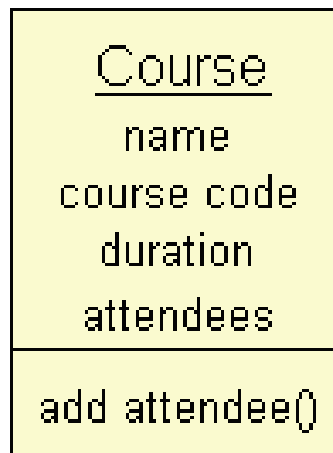 Course
name
course code
duration
attendees
add attendee()